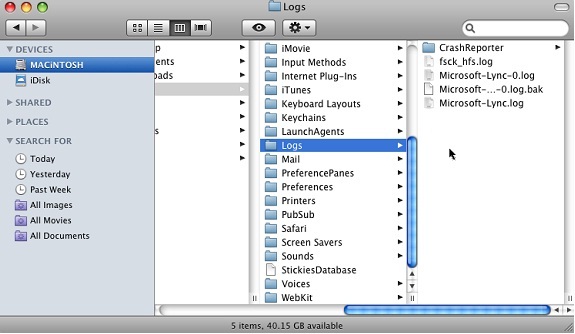 Logs
DEVICES
MACiNTOSH
iDisk
SHARED
PLACES
SEARCH FOR
Today
Yesterday
Past Week
All Images
All Movies
All Documents
p
ents
oads
s
iMovie
Input Methods
Internet Plug-Ins
iTunes
Keyboard Layouts
Keychains
LaunchAgents
Logs
Mail
PreferencePanes
Preferences
Printers
PubSub
Safari
Screen Savers
Sounds
StickiesDatabase
Voices
WebKit
CrashReporter
fsck_hfs.log
Microsoft-Lync-0.log
Microsoft-...-0.log.bak
Microsoft-Lync.log
5 items, 40.15 GB available